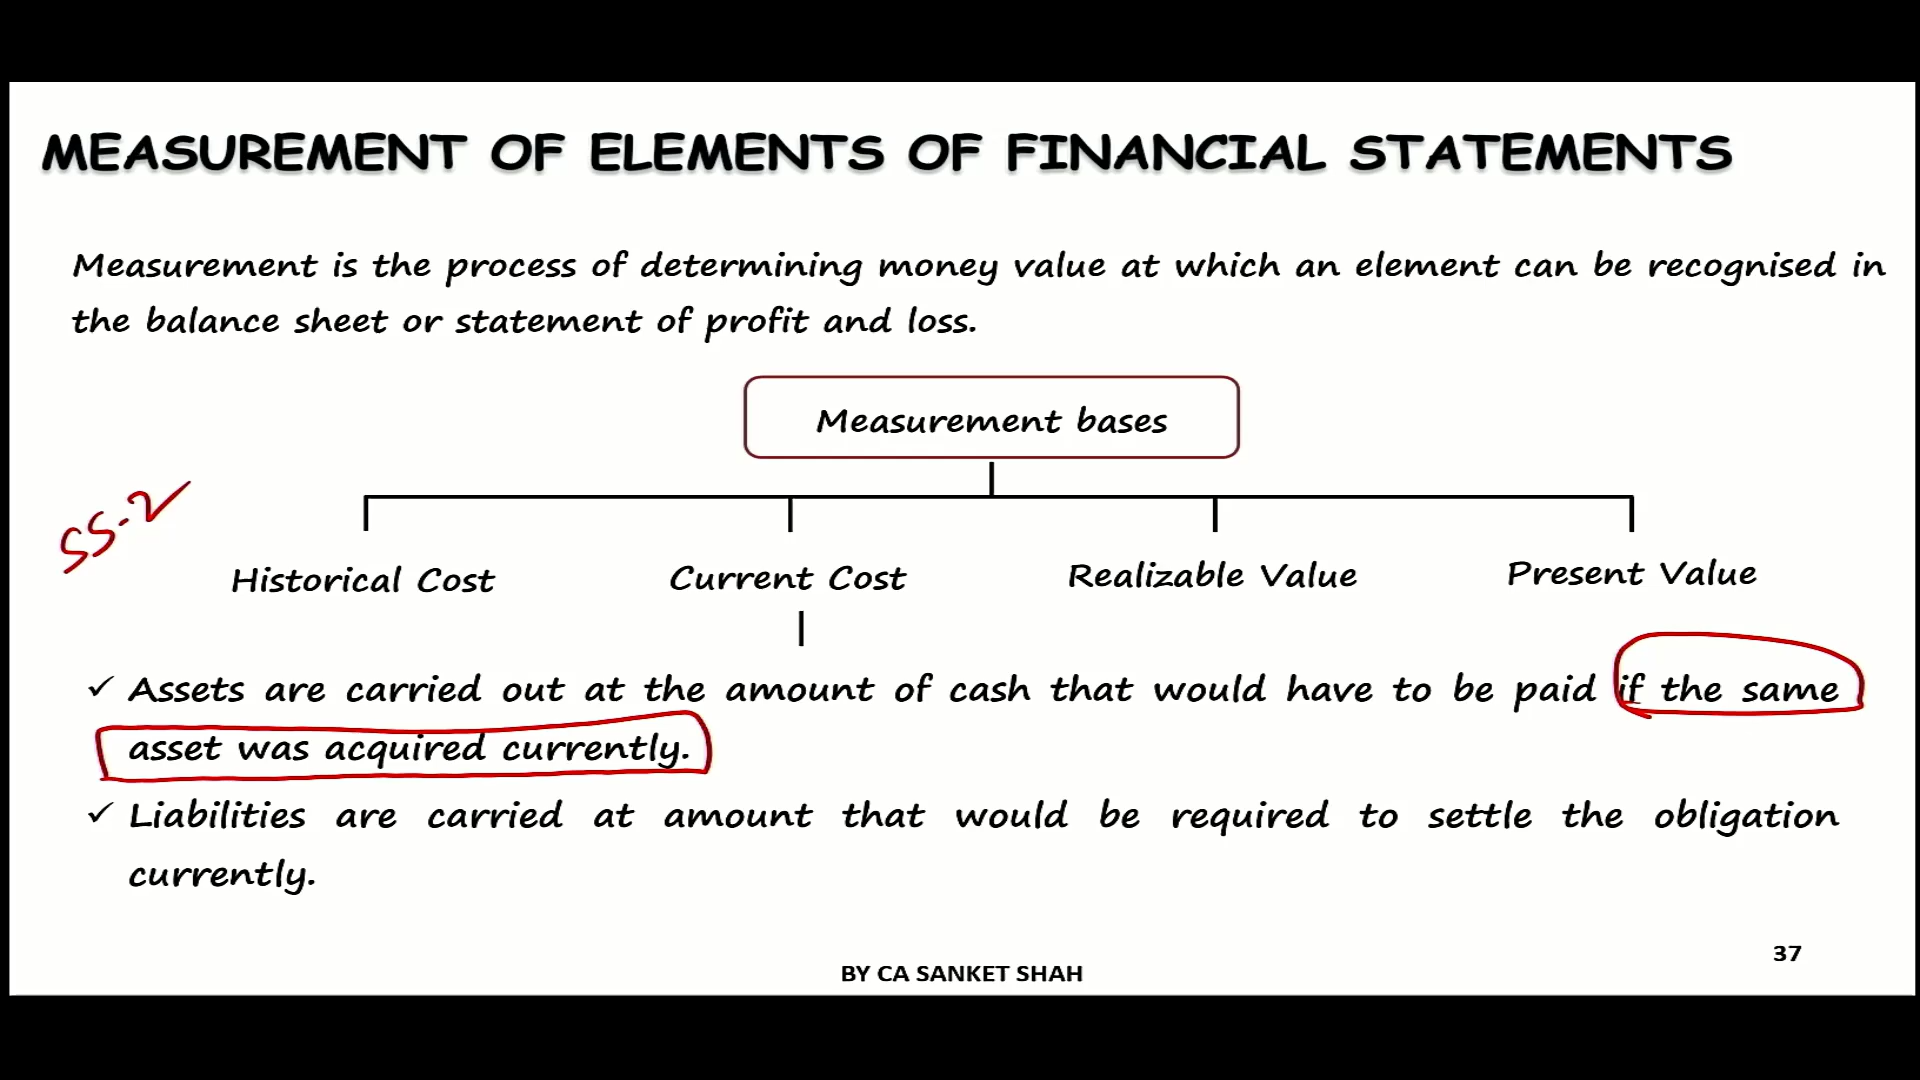 MEASUREMENT OF ELEMENTS OF FINANCIAL STATEMENTS
Measurement is the process of determining money value at which an element can be recognised in
the balance sheet or statement of profit and loss.
Measurement bases
SS-2
Historical Cost
Current Cost
Realizable Value
Present Value
✓ Assets are carried out at the amount of cash that would have to be paid if the same
asset was acquired currently.
✓ Liabilities are carried at amount that would be required to settle the obligation
currently.
37
BY CA SANKET SHAH